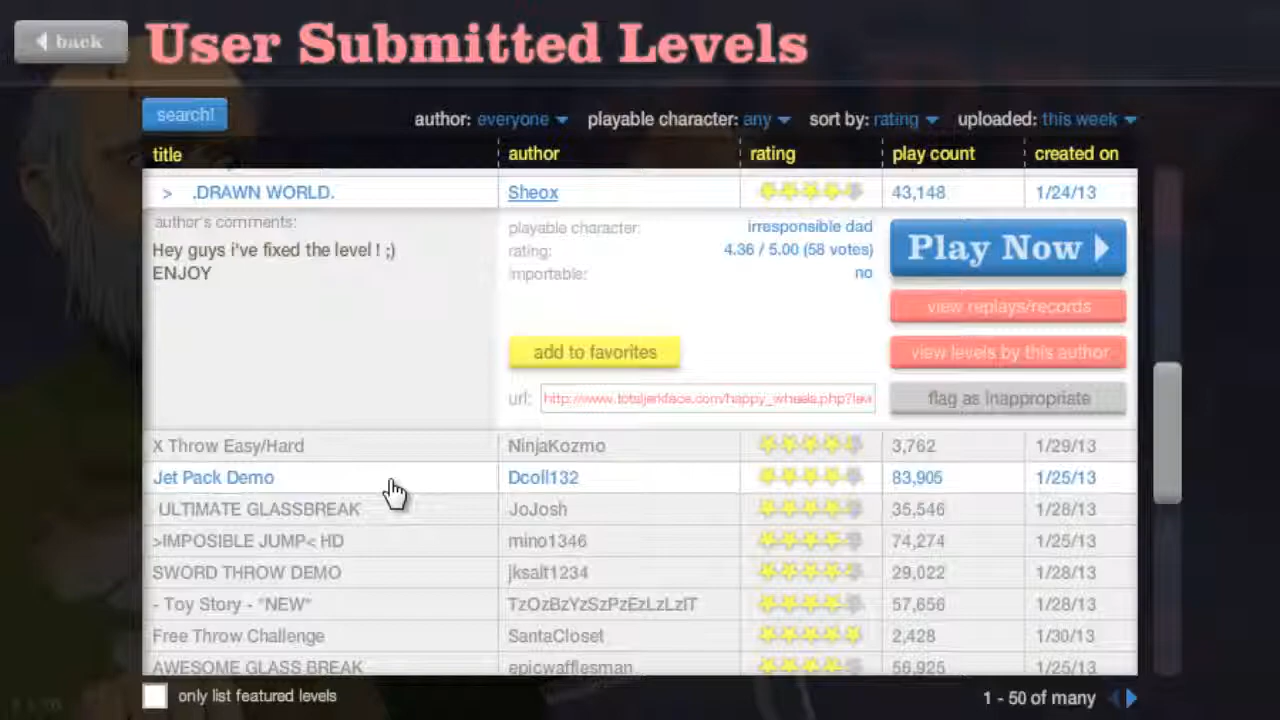 back
User Submitted Levels
search!
author: everyone playable character: any sort by: rating uploaded: this week
title author rating play count created on
> .DRAWN WORLD. Sheox 43,148 1/24/13
author's comments:
Hey guys i've fixed the level ! ;)
ENJOY
playable character: irresponsible dad
rating: 4.36 / 5.00 (58 votes)
importable: no
Play Now
view replays/records
add to favorites
view levels by this author
url: http://www.totaljerkface.com/happy_wheels.php?lev
flag as inappropriate
X Throw Easy/Hard NinjaKozmo 3,762 1/29/13
Jet Pack Demo Dcoll132 83,905 1/25/13
ULTIMATE GLASSBREAK JoJosh 35,546 1/28/13
>IMPOSIBLE JUMP< HD mino1346 74,274 1/25/13
SWORD THROW DEMO jksalt1234 29,022 1/28/13
- Toy Story - "NEW" TzOzBzYzSzPzEzLzLzIT 57,656 1/28/13
Free Throw Challenge SantaCloset 2,428 1/30/13
AWESOME GLASS BREAK epicwafflesman 56,925 1/25/13
only list featured levels
1 - 50 of many